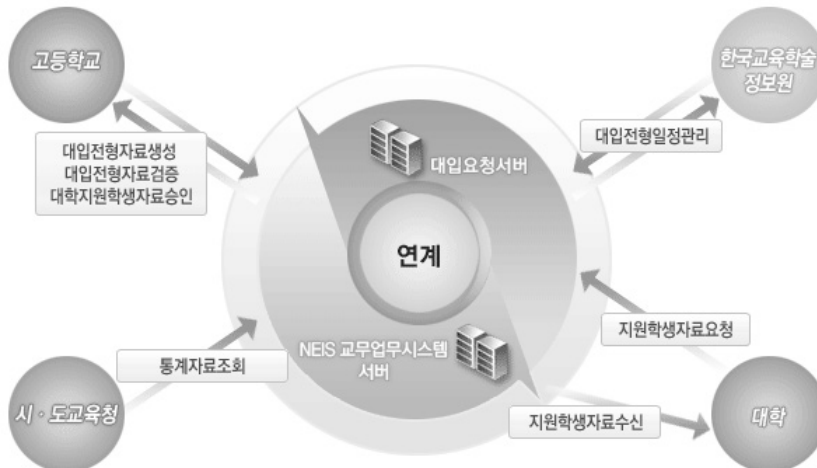 고등학교
한국교육학술
정보원
대입전형자료생성
대입전형자료검증
대학지원학생자료승인
대입요청서버
대입전형일정관리
연계
NEIS 교무업무시스템
서버
지원학생자료요청
통계자료조회
시·도교육청
지원학생자료수신
대학